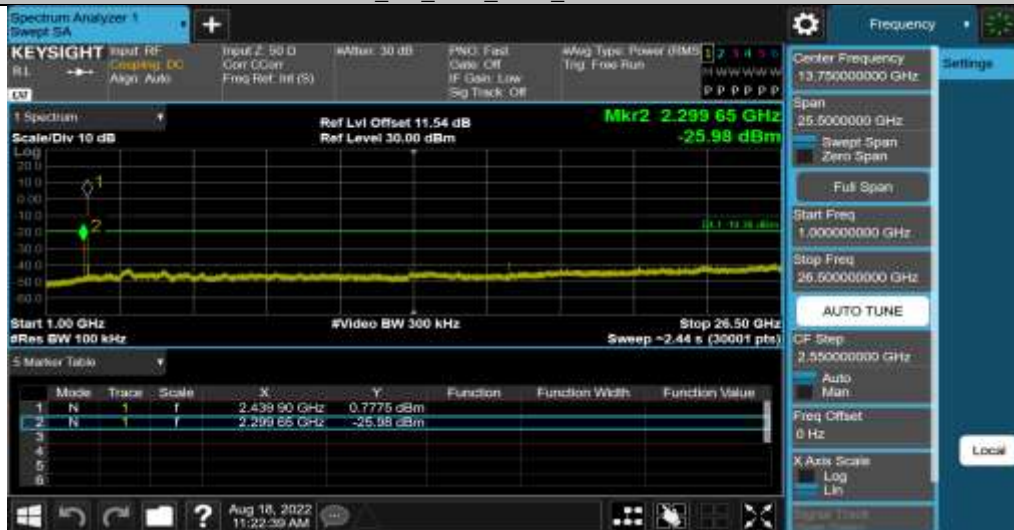 Spectrum Analyzer 1
Swept SA
+
Frequency
KEYSIGHT
RL
Input: RF
Coupling: DC
Align: Auto
Input Z: 50 Ω
Corr CCorr
Freq Ref: Int (S)
#Atten: 30 dB
PNO: Fast
Gate: Off
IF Gain: Low
Sig Track: Off
#Avg Type: Power (RMS)
Trig: Free Run
1 2 3 4 5 6
M W W W W W
P P P P P P
1 Spectrum
Scale/Div 10 dB
Log
Ref Lvl Offset 11.54 dB
Ref Level 30.00 dBm
Mkr2 2.299 65 GHz
-25.98 dBm
20.0
10.0
0.00
-10.0
-20.0
-30.0
-40.0
-50.0
-60.0
1
2
Start 1.00 GHz
#Res BW 100 kHz
#Video BW 300 kHz
Stop 26.50 GHz
Sweep ~2.44 s (30001 pts)
5 Marker Table
Mode Trace Scale X Y Function Function Width Function Value
1 N 1 f 2.439 90 GHz 0.7775 dBm
2 N 1 f 2.299 65 GHz -25.98 dBm
3
4
5
6
Aug 18, 2022
11:22:39 AM
Center Frequency
13.750000000 GHz
Span
25.5000000 GHz
Swept Span
Zero Span
Full Span
Start Freq
1.000000000 GHz
Stop Freq
26.500000000 GHz
AUTO TUNE
CF Step
2.550000000 GHz
Auto
Man
Freq Offset
0 Hz
X Axis Scale
Log
Lin
Signal Track
Settings
Local